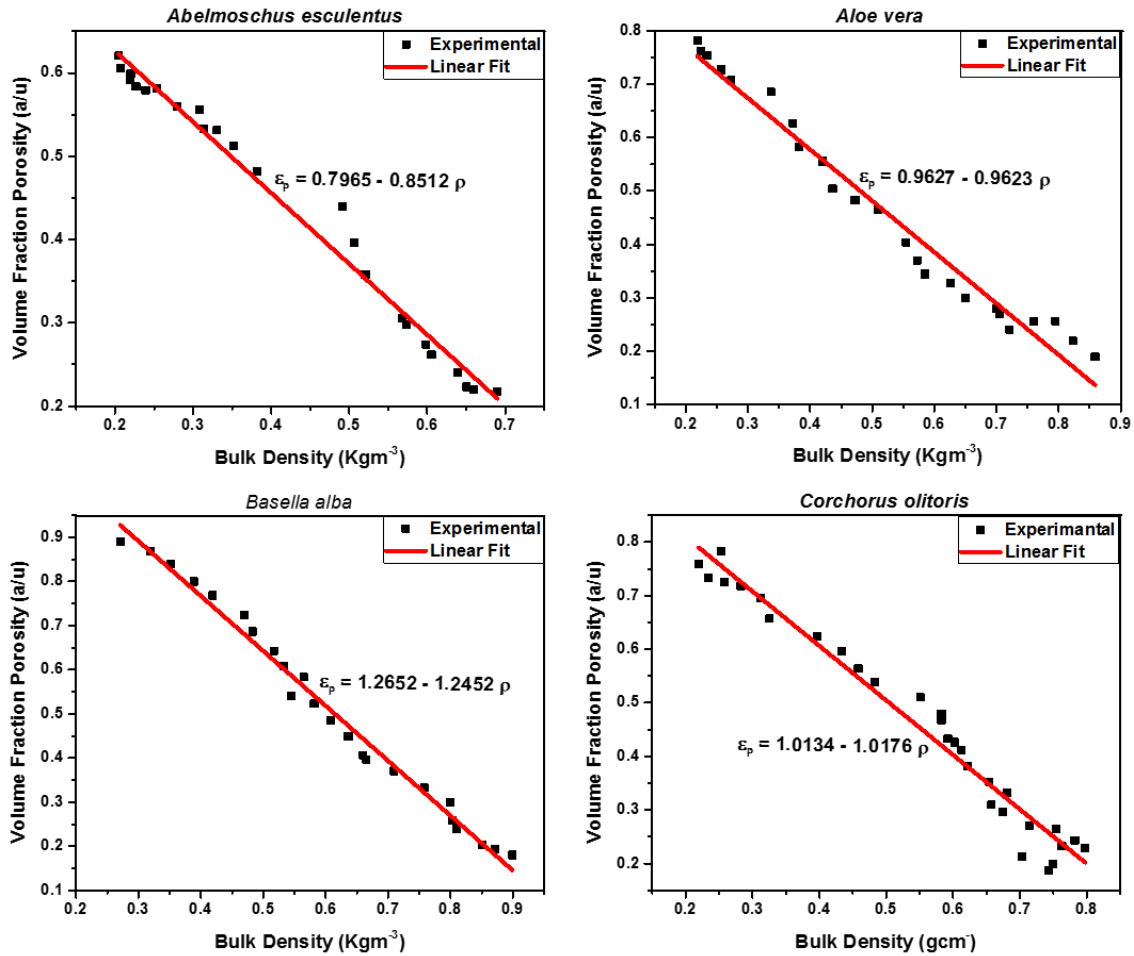 Abelmoschus esculentus
Experimental
Linear Fit
εp = 0.7965 - 0.8512 ρ
Volume Fraction Porosity (a/u)
0.6
0.5
0.4
0.3
0.2
0.2 0.3 0.4 0.5 0.6 0.7
Bulk Density (Kgm-3)
Aloe vera
Experimental
Linear Fit
εp = 0.9627 - 0.9623 ρ
Volume Fraction Porosity (a/u)
0.8
0.7
0.6
0.5
0.4
0.3
0.2
0.1
0.2 0.3 0.4 0.5 0.6 0.7 0.8 0.9
Bulk Density (Kgm-3)
Basella alba
Experimental
Linear Fit
εp = 1.2652 - 1.2452 ρ
Volume Fraction Porosity (a/u)
0.9
0.8
0.7
0.6
0.5
0.4
0.3
0.2
0.1
0.2 0.3 0.4 0.5 0.6 0.7 0.8 0.9
Bulk Density (Kgm-3)
Corchorus olitoris
Experimantal
Linear Fit
εp = 1.0134 - 1.0176 ρ
Volume Fraction Porosity (a/u)
0.8
0.7
0.6
0.5
0.4
0.3
0.2
0.2 0.3 0.4 0.5 0.6 0.7 0.8
Bulk Density (gcm-)